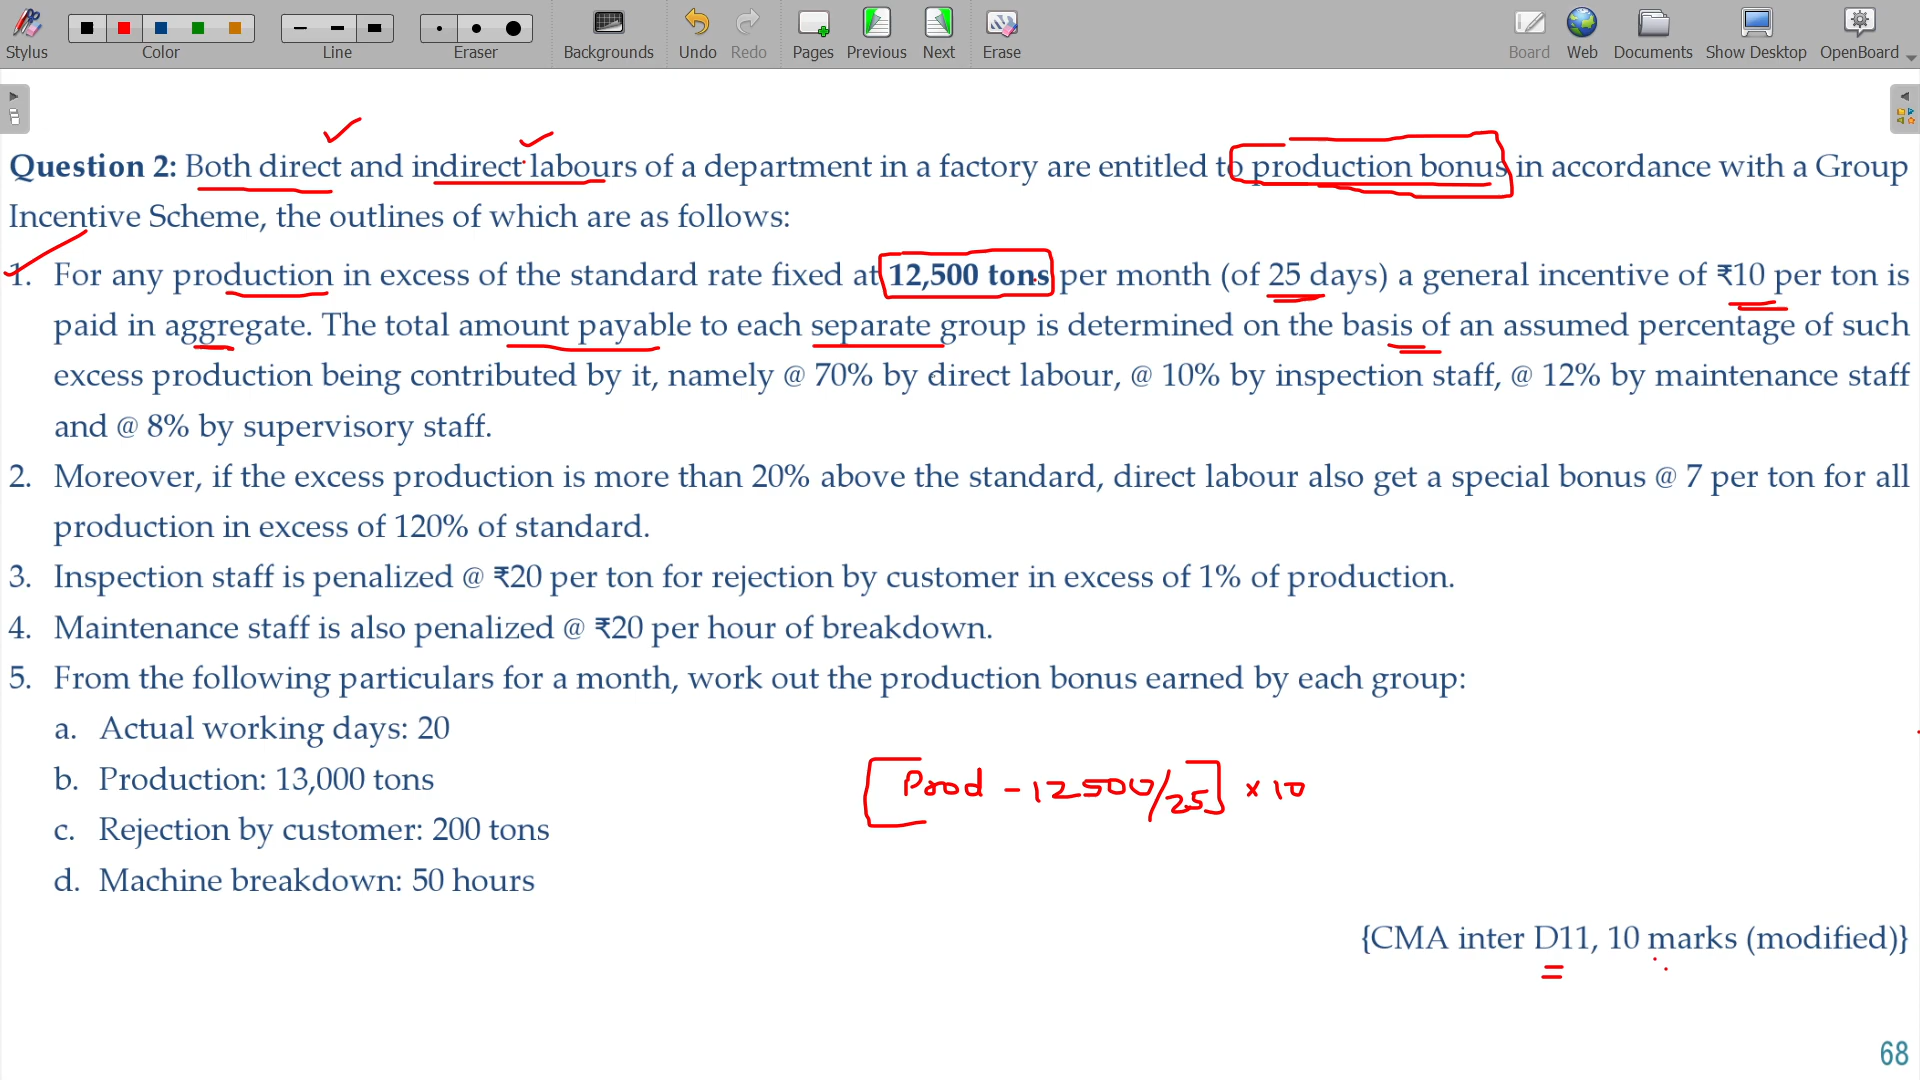 Stylus Color Line Eraser Backgrounds Undo Redo Pages Previous Next Erase Board Web Documents Show Desktop OpenBoard
Question 2: Both direct and indirect labours of a department in a factory are entitled to production bonus in accordance with a Group
Incentive Scheme, the outlines of which are as follows:
1. For any production in excess of the standard rate fixed at 12,500 tons per month (of 25 days) a general incentive of ₹10 per ton is
paid in aggregate. The total amount payable to each separate group is determined on the basis of an assumed percentage of such
excess production being contributed by it, namely @ 70% by direct labour, @ 10% by inspection staff, @ 12% by maintenance staff
and @ 8% by supervisory staff.
2. Moreover, if the excess production is more than 20% above the standard, direct labour also get a special bonus @ 7 per ton for all
production in excess of 120% of standard.
3. Inspection staff is penalized @ ₹20 per ton for rejection by customer in excess of 1% of production.
4. Maintenance staff is also penalized @ ₹20 per hour of breakdown.
5. From the following particulars for a month, work out the production bonus earned by each group:
a. Actual working days: 20
b. Production: 13,000 tons
[Prod - 12500/25] × 10
c. Rejection by customer: 200 tons
d. Machine breakdown: 50 hours
{CMA inter D11, 10 marks (modified)}
68